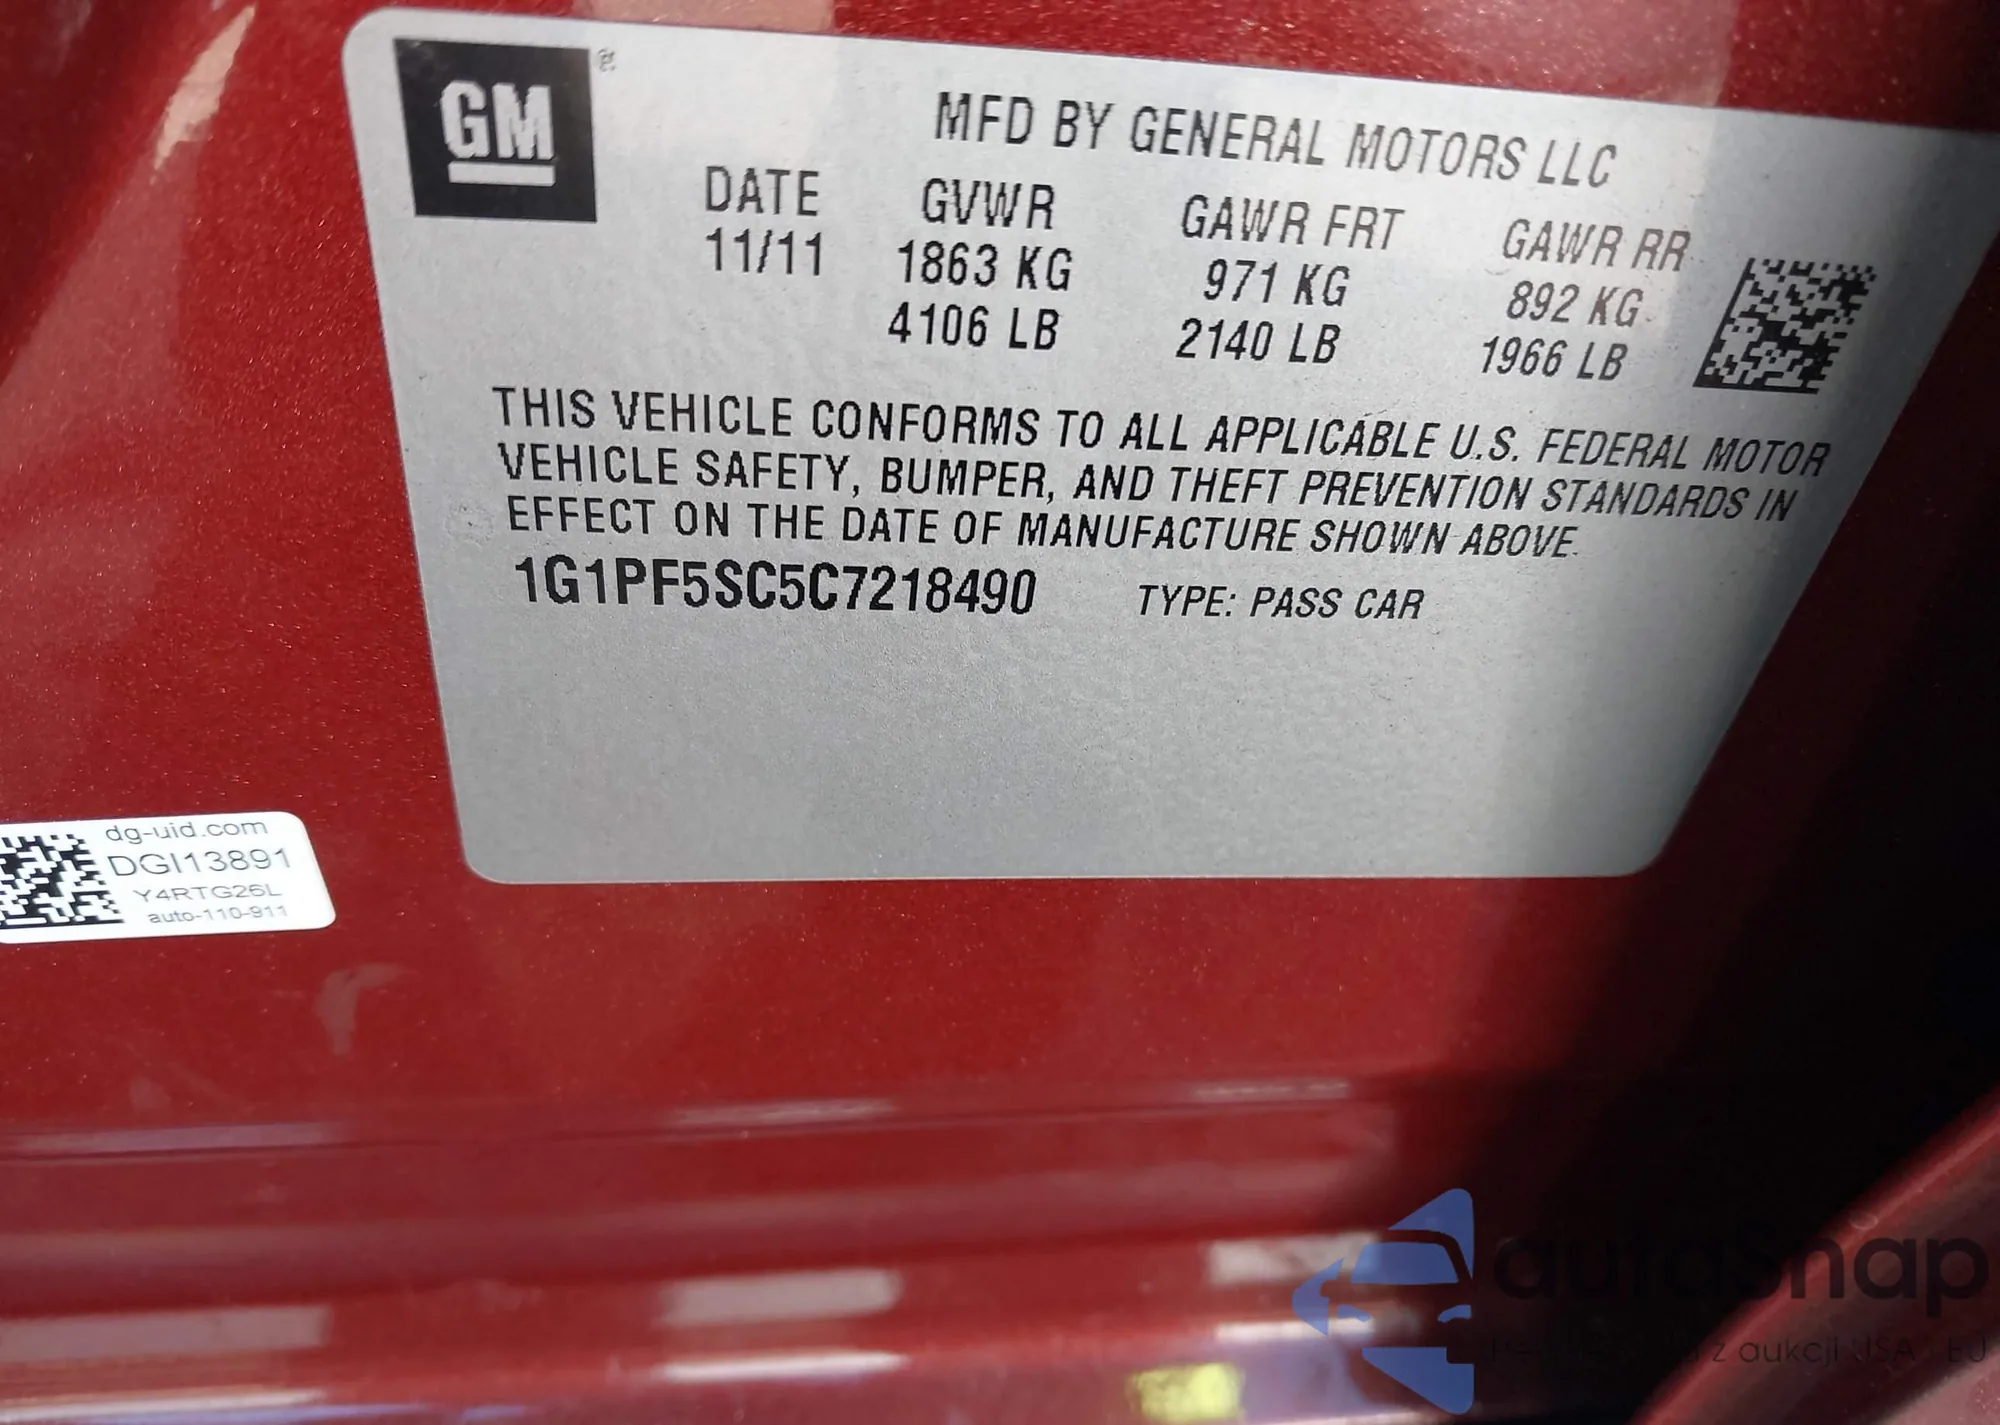 GM
®
MFD BY GENERAL MOTORS LLC
DATE GVWR GAWR FRT GAWR RR
11/11 1863 KG 971 KG 892 KG
4106 LB 2140 LB 1966 LB
THIS VEHICLE CONFORMS TO ALL APPLICABLE U.S. FEDERAL MOTOR
VEHICLE SAFETY, BUMPER, AND THEFT PREVENTION STANDARDS IN
EFFECT ON THE DATE OF MANUFACTURE SHOWN ABOVE.
1G1PF5SC5C7218490 TYPE: PASS CAR
dg-uid.com
DGI13891
Y4RTG26L
auto-110-911
autosnap
z aukcji USA EU